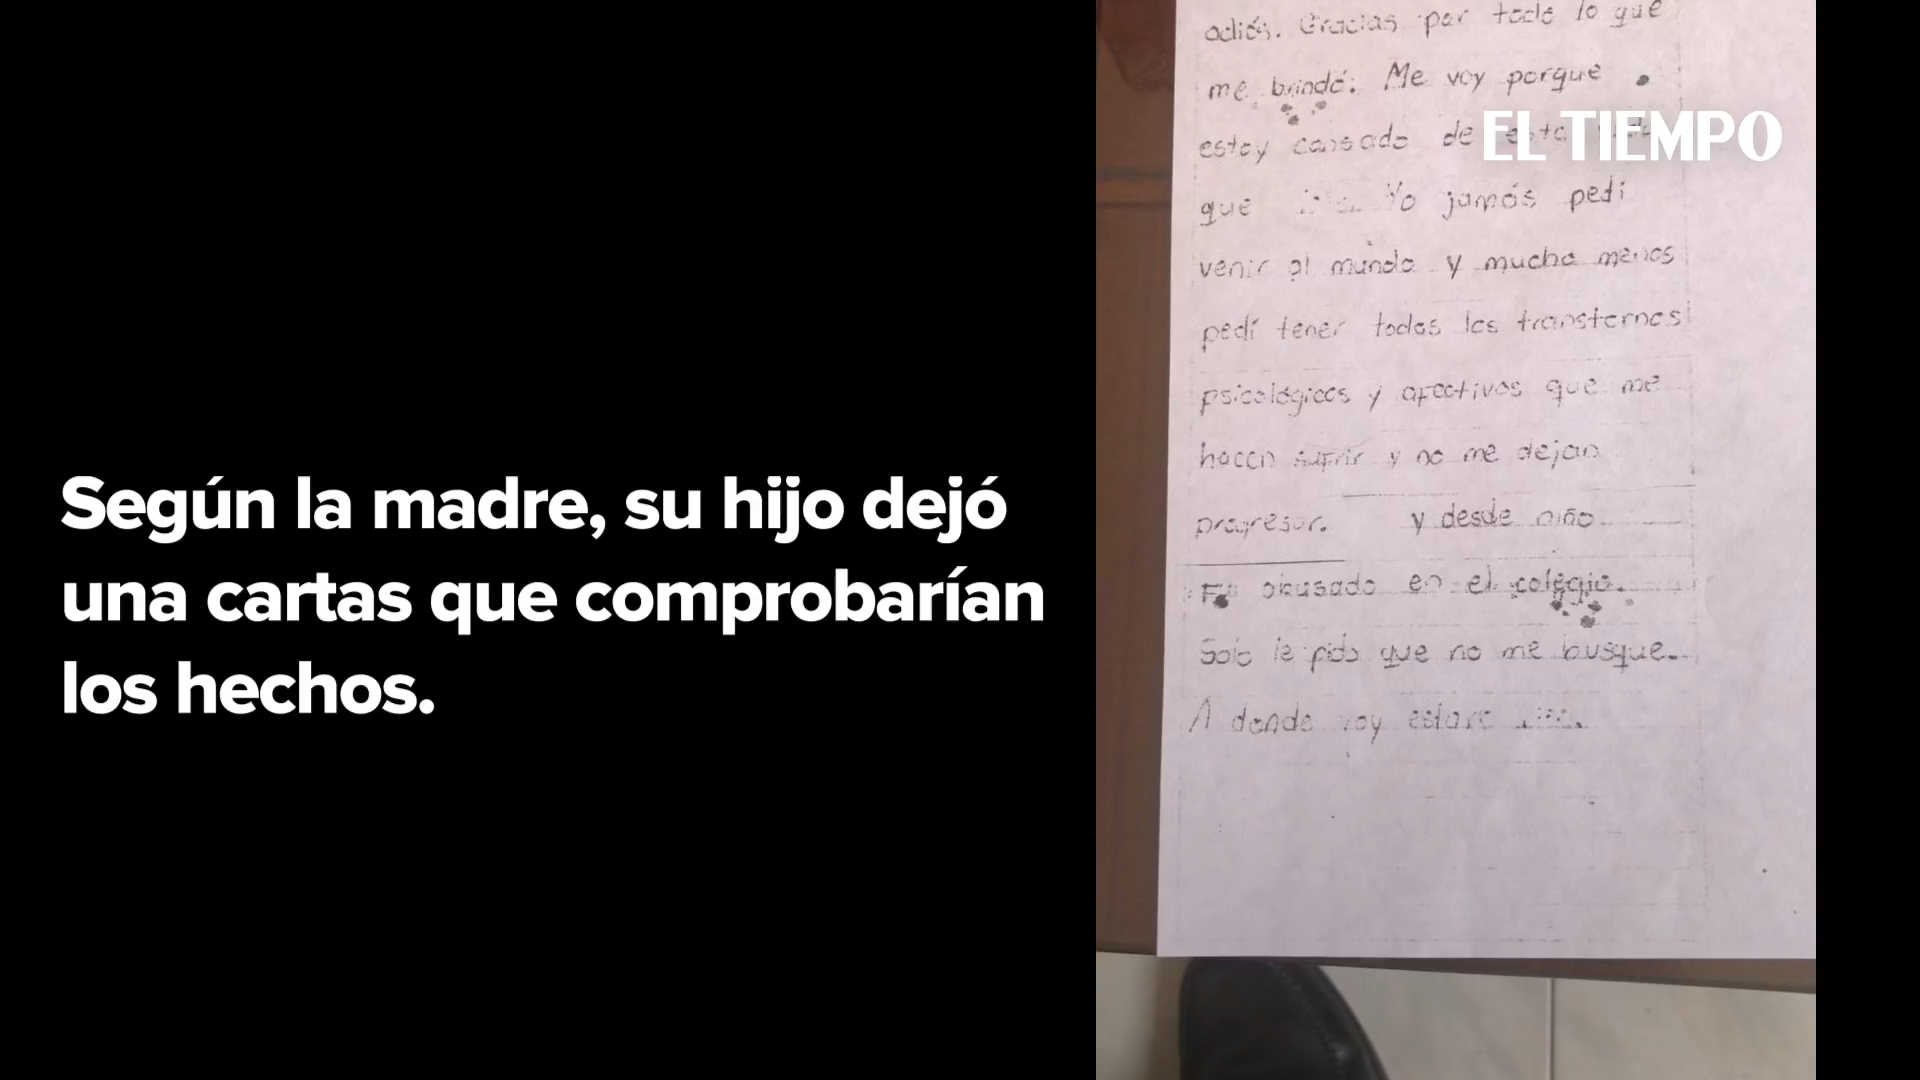 Según la madre, su hijo dejó
una cartas que comprobarían
los hechos.
EL TIEMPO
adiós. Gracias por todo lo que
me brindó. Me voy porque
estoy cansado de esta
que Yo jamás pedi
venir al mundo y mucho menos
pedí tener todos los transtornos
psicológicos y afectivos que me
hacen sufrir y no me dejan
progresar. y desde niño
Fui abusado en el colegio.
Solo le pido que no me busque.
A donde voy estaré